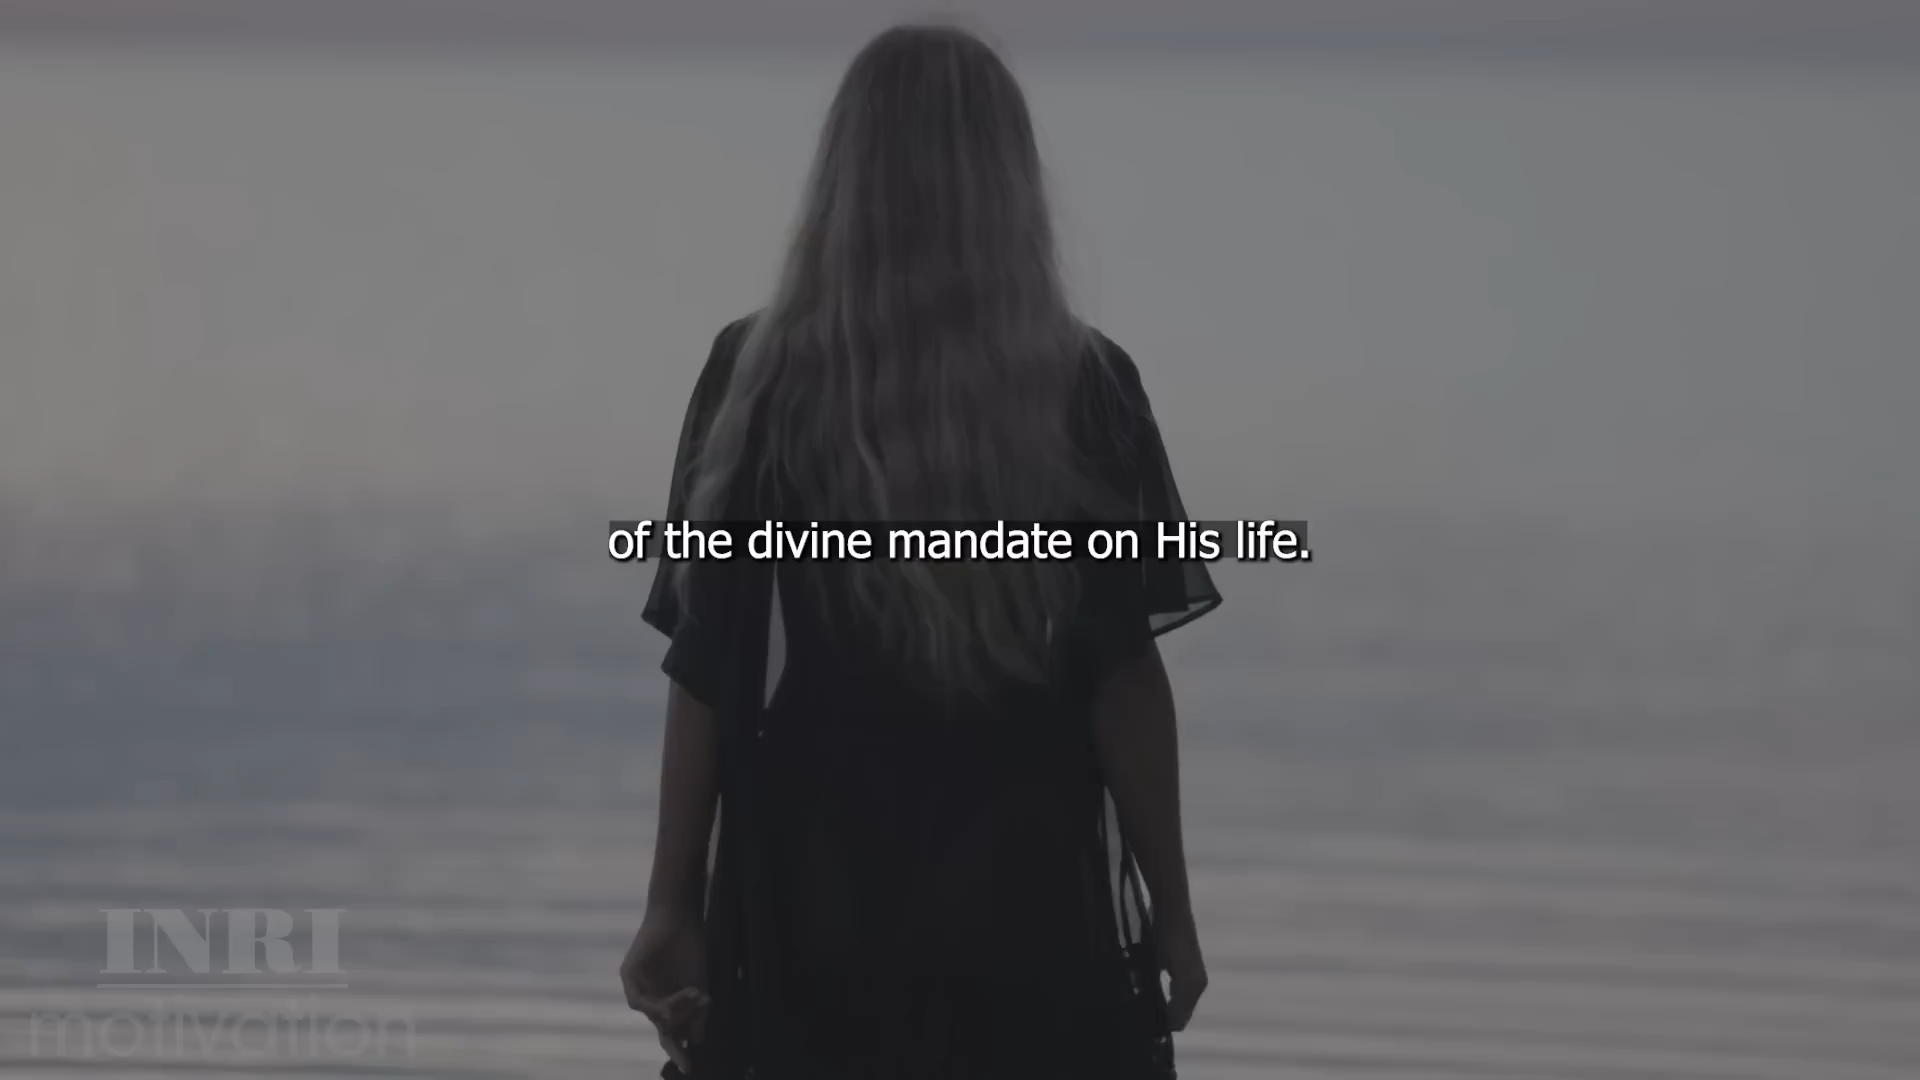 of the divine mandate on His life.
INRI
motivation